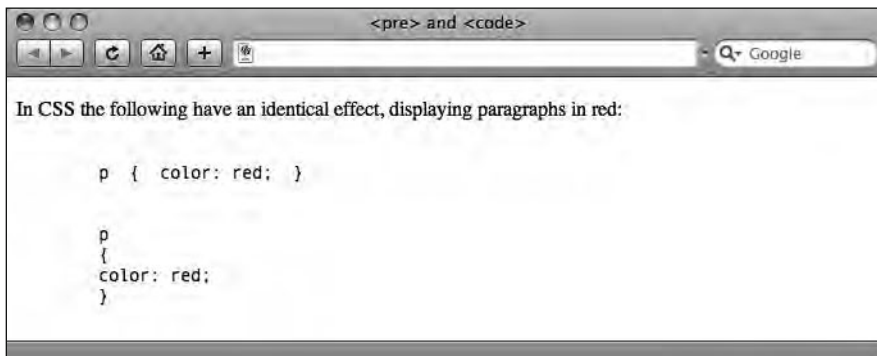 <pre> and <code>
Google
In CSS the following have an identical effect, displaying paragraphs in red:
p  {  color: red;  }
p
{
color: red;
}